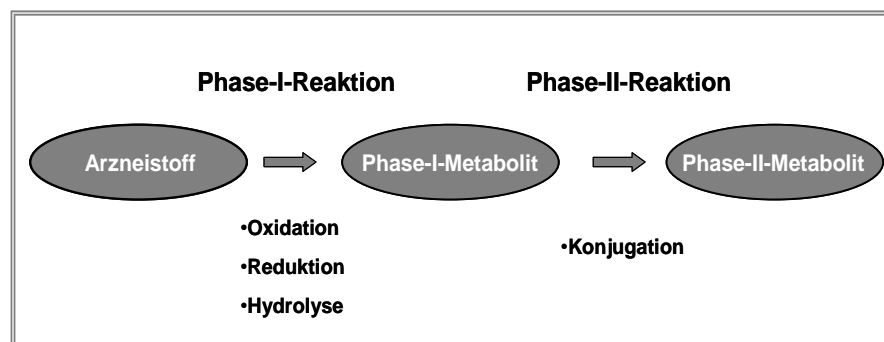 Phase-I-Reaktion Phase-II-Reaktion
Arzneistoff Phase-I-Metabolit Phase-II-Metabolit
•Oxidation
•Reduktion
•Hydrolyse
•Konjugation